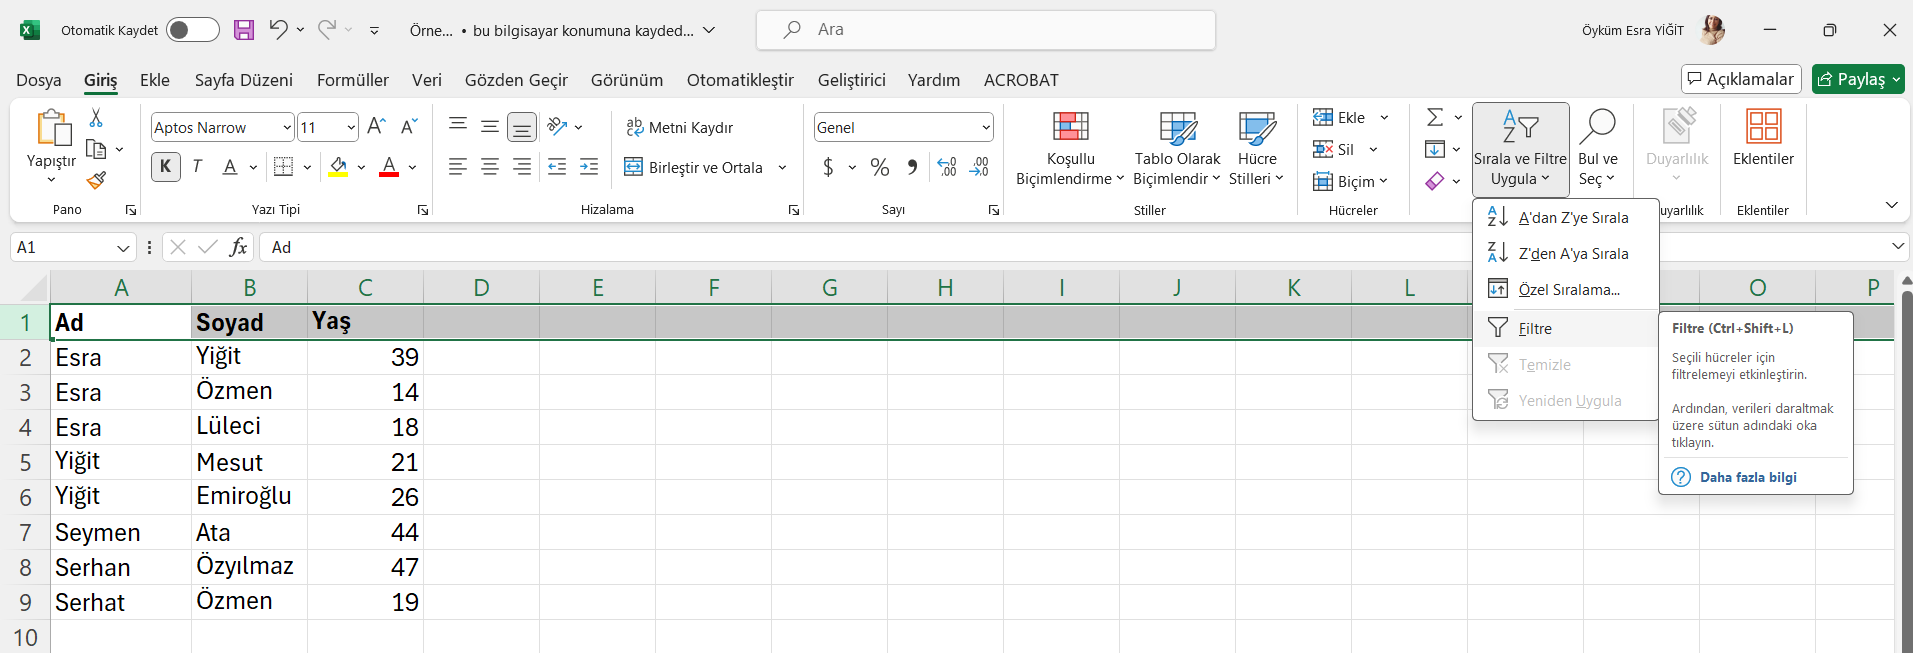 Otomatik Kaydet Örne... • bu bilgisayar konumuna kayded... Ara Öyküm Esra YİĞİT
Dosya Giriş Ekle Sayfa Düzeni Formüller Veri Gözden Geçir Görünüm Otomatikleştir Geliştirici Yardım ACROBAT Açıklamalar Paylaş
Yapıştır
Pano
Aptos Narrow 11
K T A A
Yazı Tipi
Metni Kaydır
Birleştir ve Ortala
Hizalama
Genel
$ % 9 ,00 ,00
Sayı
Koşullu
Biçimlendirme
Tablo Olarak
Biçimlendir
Hücre
Stilleri
Stiller
Ekle
Sil
Biçim
Hücreler
Sırala ve Filtre
Uygula
Bul ve
Seç
Duyarlılık
uyarlılık
Eklentiler
Eklentiler
A'dan Z'ye Sırala
Z'den A'ya Sırala
Özel Sıralama...
Filtre
Temizle
Yeniden Uygula
Filtre (Ctrl+Shift+L)
Seçili hücreler için
filtrelemeyi etkinleştirin.
Ardından, verileri daraltmak
üzere sütun adındaki oka
tıklayın.
Daha fazla bilgi
A1 fx Ad
A B C D E F G H I J K L O P
1 Ad Soyad Yaş
2 Esra Yiğit 39
3 Esra Özmen 14
4 Esra Lüleci 18
5 Yiğit Mesut 21
6 Yiğit Emiroğlu 26
7 Seymen Ata 44
8 Serhan Özyılmaz 47
9 Serhat Özmen 19
10